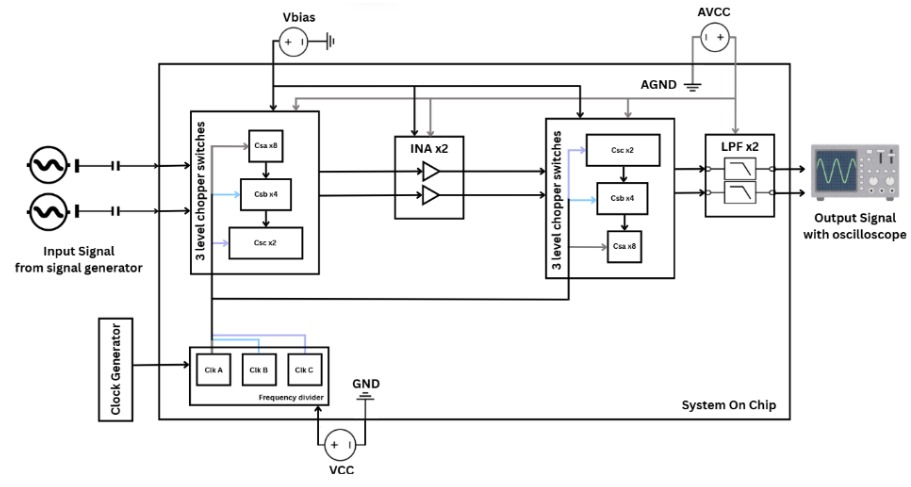 Vbias
AVCC
AGND
3 level chopper switches
Csa x8
Csb x4
Csc x2
INA x2
3 level chopper switches
Csc x2
Csb x4
Csa x8
LPF x2
Input Signal
from signal generator
Output Signal
with oscilloscope
Clock Generator
Clk A
Clk B
Clk C
Frequency divider
GND
VCC
System On Chip